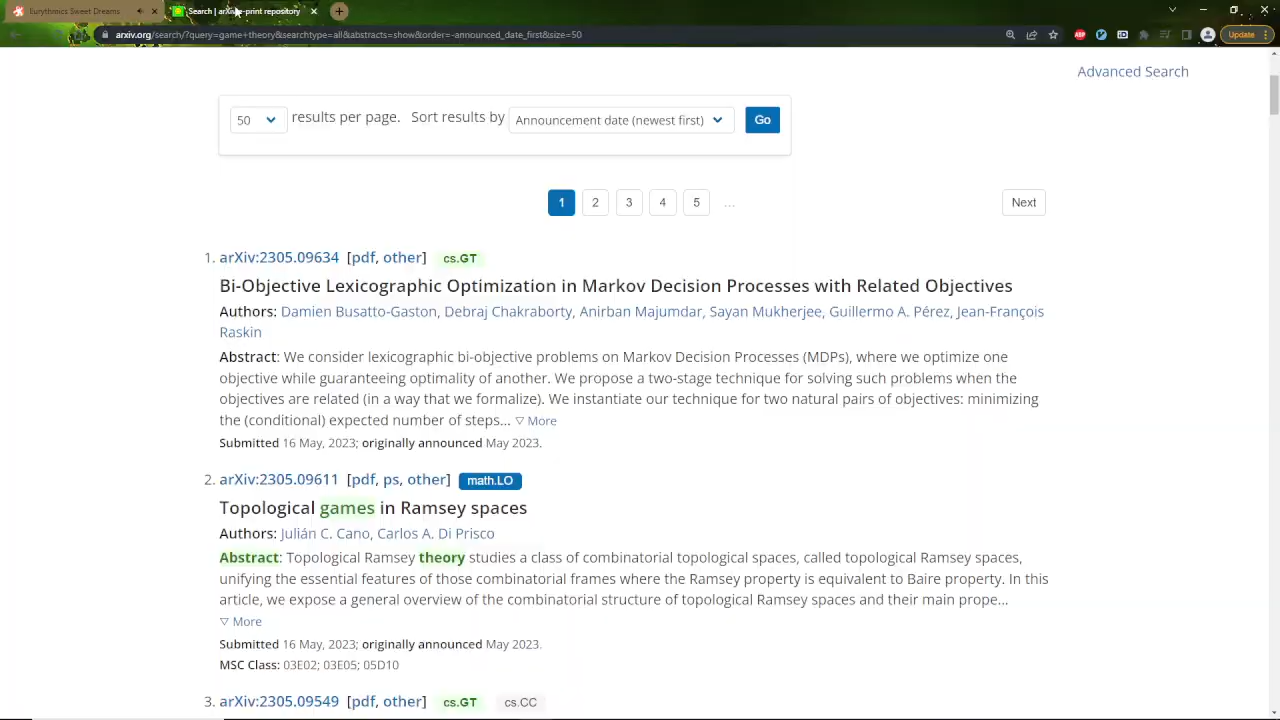 Eurythmics Sweet Dreams
Search | arXiv e-print repository
arxiv.org/search/?query=game+theory&searchtype=all&abstracts=show&order=-announced_date_first&size=50
ABP
Update
Advanced Search
50 results per page. Sort results by Announcement date (newest first) Go
1 2 3 4 5 … Next
1. arXiv:2305.09634 [pdf, other] cs.GT
Bi-Objective Lexicographic Optimization in Markov Decision Processes with Related Objectives
Authors: Damien Busatto-Gaston, Debraj Chakraborty, Anirban Majumdar, Sayan Mukherjee, Guillermo A. Pérez, Jean-François
Raskin
Abstract: We consider lexicographic bi-objective problems on Markov Decision Processes (MDPs), where we optimize one
objective while guaranteeing optimality of another. We propose a two-stage technique for solving such problems when the
objectives are related (in a way that we formalize). We instantiate our technique for two natural pairs of objectives: minimizing
the (conditional) expected number of steps... ▽ More
Submitted 16 May, 2023; originally announced May 2023.
2. arXiv:2305.09611 [pdf, ps, other] math.LO
Topological games in Ramsey spaces
Authors: Julián C. Cano, Carlos A. Di Prisco
Abstract: Topological Ramsey theory studies a class of combinatorial topological spaces, called topological Ramsey spaces,
unifying the essential features of those combinatorial frames where the Ramsey property is equivalent to Baire property. In this
article, we expose a general overview of the combinatorial structure of topological Ramsey spaces and their main prope...
▽ More
Submitted 16 May, 2023; originally announced May 2023.
MSC Class: 03E02; 03E05; 05D10
3. arXiv:2305.09549 [pdf, other] cs.GT cs.CC